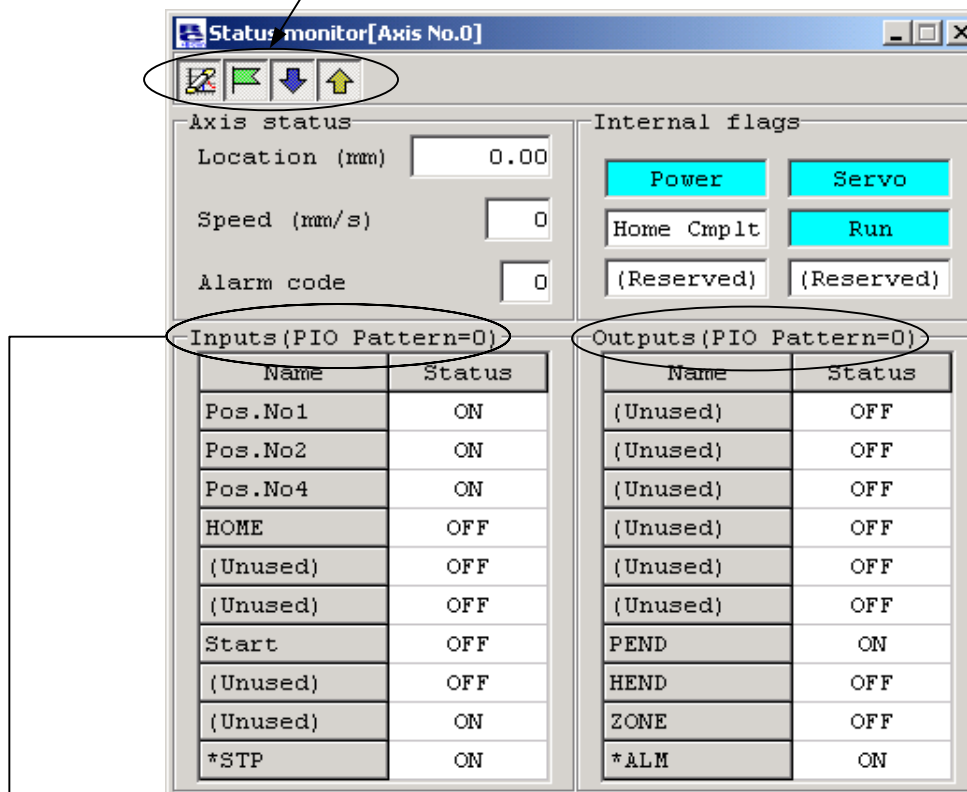 Status monitor[Axis No.0]
Axis status
Location (mm) 0.00
Speed (mm/s) 0
Alarm code 0
Internal flags
Power Servo
Home Cmplt Run
(Reserved) (Reserved)
Inputs(PIO Pattern=0)
Name Status
Pos.No1 ON
Pos.No2 ON
Pos.No4 ON
HOME OFF
(Unused) OFF
(Unused) OFF
Start OFF
(Unused) OFF
(Unused) ON
*STP ON
Outputs(PIO Pattern=0)
Name Status
(Unused) OFF
(Unused) OFF
(Unused) OFF
(Unused) OFF
(Unused) OFF
(Unused) OFF
PEND ON
HEND OFF
ZONE OFF
*ALM ON